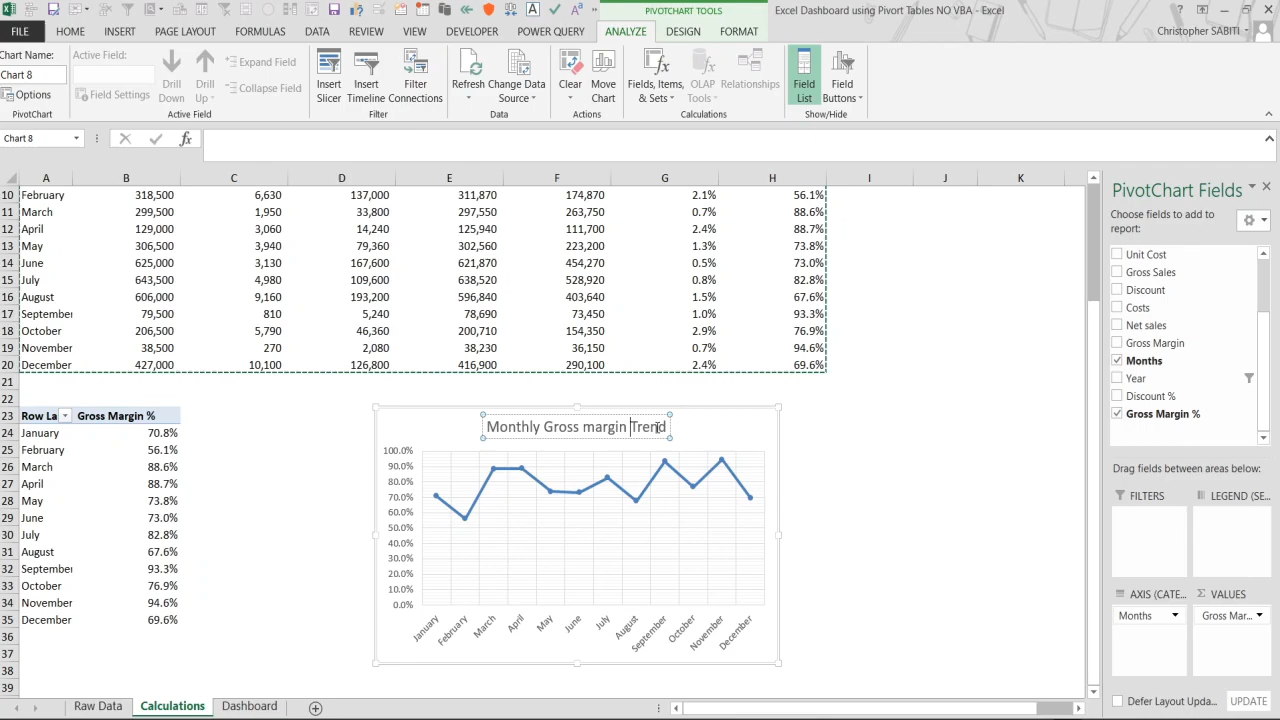 PIVOTCHART TOOLS
Excel Dashboard using Pivort Tables NO VBA - Excel
FILE HOME INSERT PAGE LAYOUT FORMULAS DATA REVIEW VIEW DEVELOPER POWER QUERY ANALYZE DESIGN FORMAT Christopher SABITI
Chart Name:
Chart 8
Options
PivotChart
Active Field:
Field Settings
Drill Down
Drill Up
Expand Field
Collapse Field
Active Field
Insert Slicer
Insert Timeline
Filter Connections
Filter
Refresh
Change Data Source
Data
Clear
Move Chart
Actions
Fields, Items, & Sets
OLAP Tools
Relationships
Calculations
Field List
Field Buttons
Show/Hide
Chart 8
fx
A B C D E F G H I J K
10 February 318,500 6,630 137,000 311,870 174,870 2.1% 56.1%
11 March 299,500 1,950 33,800 297,550 263,750 0.7% 88.6%
12 April 129,000 3,060 14,240 125,940 111,700 2.4% 88.7%
13 May 306,500 3,940 79,360 302,560 223,200 1.3% 73.8%
14 June 625,000 3,130 167,600 621,870 454,270 0.5% 73.0%
15 July 643,500 4,980 109,600 638,520 528,920 0.8% 82.8%
16 August 606,000 9,160 193,200 596,840 403,640 1.5% 67.6%
17 September 79,500 810 5,240 78,690 73,450 1.0% 93.3%
18 October 206,500 5,790 46,360 200,710 154,350 2.9% 76.9%
19 November 38,500 270 2,080 38,230 36,150 0.7% 94.6%
20 December 427,000 10,100 126,800 416,900 290,100 2.4% 69.6%
21
22
23 Row La Gross Margin %
24 January 70.8%
25 February 56.1%
26 March 88.6%
27 April 88.7%
28 May 73.8%
29 June 73.0%
30 July 82.8%
31 August 67.6%
32 September 93.3%
33 October 76.9%
34 November 94.6%
35 December 69.6%
36
37
38
39
Monthly Gross margin Trend
100.0%
90.0%
80.0%
70.0%
60.0%
50.0%
40.0%
30.0%
20.0%
10.0%
0.0%
January February March April May June July August September October November December
PivotChart Fields
Choose fields to add to
report:
Unit Cost
Gross Sales
Discount
Costs
Net sales
Gross Margin
Months
Year
Discount %
Gross Margin %
Drag fields between areas below:
FILTERS LEGEND (SE...
AXIS (CATE... Σ VALUES
Months Gross Mar...
Defer Layout Upda... UPDATE
Raw Data Calculations Dashboard